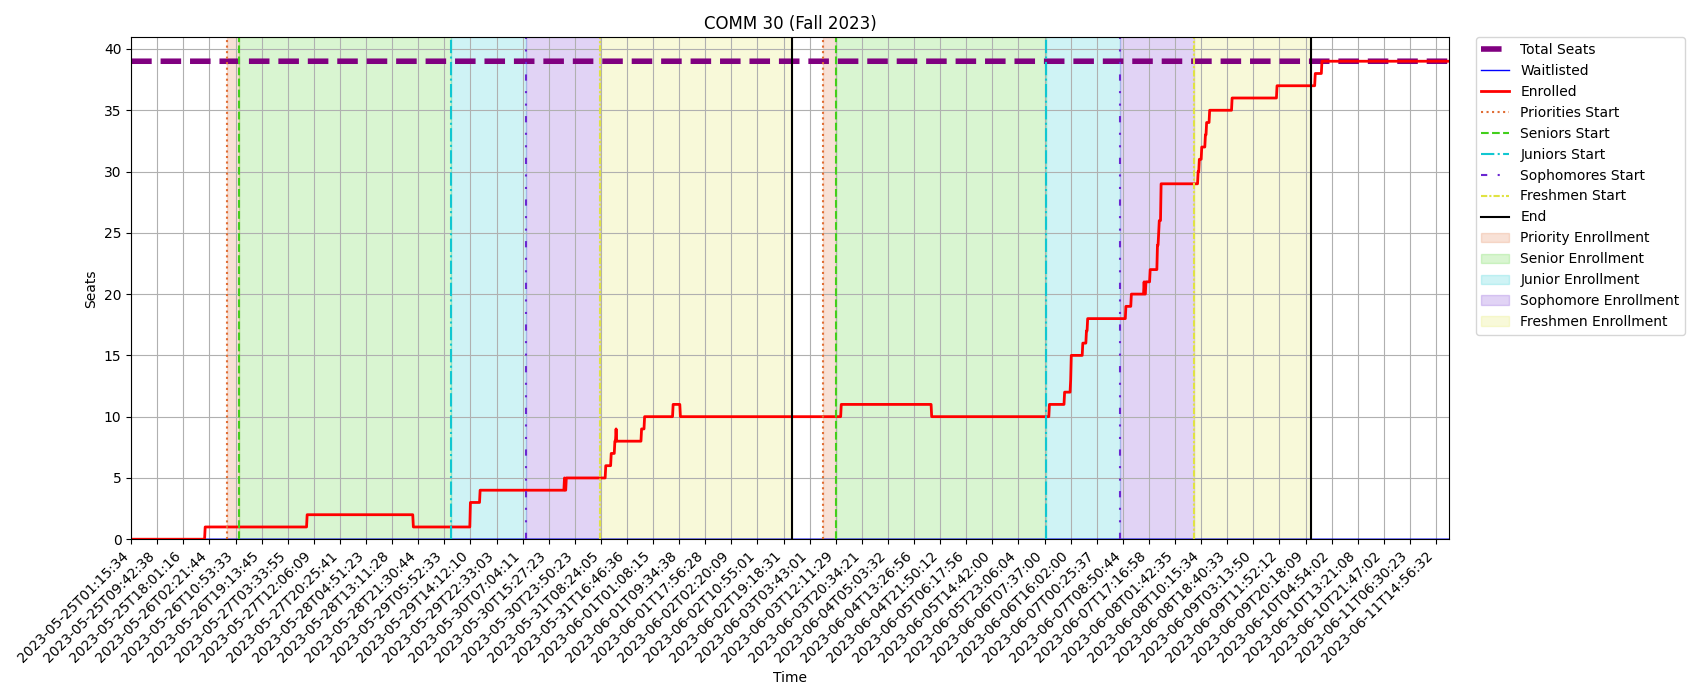 COMM 30 (Fall 2023)
Seats
40
35
30
25
20
15
10
5
0
2023-05-25T01:15:34
2023-05-25T09:42:38
2023-05-25T18:01:16
2023-05-26T02:21:44
2023-05-26T10:53:33
2023-05-26T19:13:45
2023-05-27T03:33:55
2023-05-27T12:06:09
2023-05-27T20:25:41
2023-05-28T04:51:23
2023-05-28T13:11:28
2023-05-28T21:30:44
2023-05-29T05:52:33
2023-05-29T14:12:10
2023-05-29T22:33:03
2023-05-30T07:04:11
2023-05-30T15:27:23
2023-05-30T23:50:23
2023-05-31T08:24:05
2023-05-31T16:46:36
2023-06-01T01:08:15
2023-06-01T09:34:38
2023-06-01T17:56:28
2023-06-02T02:20:09
2023-06-02T10:55:01
2023-06-02T19:18:31
2023-06-03T03:43:01
2023-06-03T12:11:29
2023-06-03T20:34:21
2023-06-04T05:03:32
2023-06-04T13:26:56
2023-06-04T21:50:12
2023-06-05T06:17:56
2023-06-05T14:42:00
2023-06-05T23:06:04
2023-06-06T07:37:00
2023-06-06T16:02:00
2023-06-07T00:25:37
2023-06-07T08:50:44
2023-06-07T17:16:58
2023-06-08T01:42:35
2023-06-08T10:15:34
2023-06-08T18:40:33
2023-06-09T03:13:50
2023-06-09T11:52:12
2023-06-09T20:18:09
2023-06-10T04:54:02
2023-06-10T13:21:08
2023-06-10T21:47:02
2023-06-11T06:30:23
2023-06-11T14:56:32
Time
Total Seats
Waitlisted
Enrolled
Priorities Start
Seniors Start
Juniors Start
Sophomores Start
Freshmen Start
End
Priority Enrollment
Senior Enrollment
Junior Enrollment
Sophomore Enrollment
Freshmen Enrollment